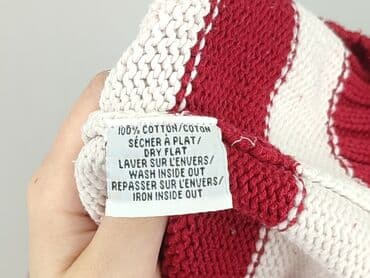 100% COTTON/COTON
SÉCHER À PLAT/
DRY FLAT
LAVER SUR L'ENVERS/
WASH INSIDE OUT
REPASSER SUR L'ENVERS/
IRON INSIDE OUT